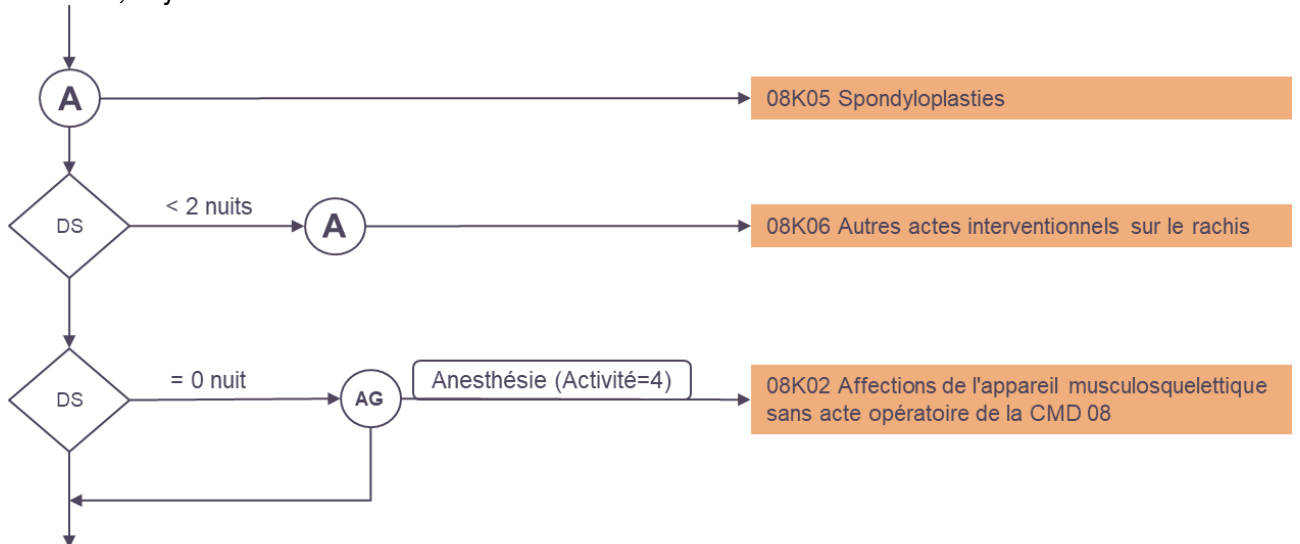 A
08K05 Spondyloplasties
DS
< 2 nuits
A
08K06 Autres actes interventionnels sur le rachis
DS
= 0 nuit
AG
Anesthésie (Activité=4)
08K02 Affections de l'appareil musculosquelettique
sans acte opératoire de la CMD 08